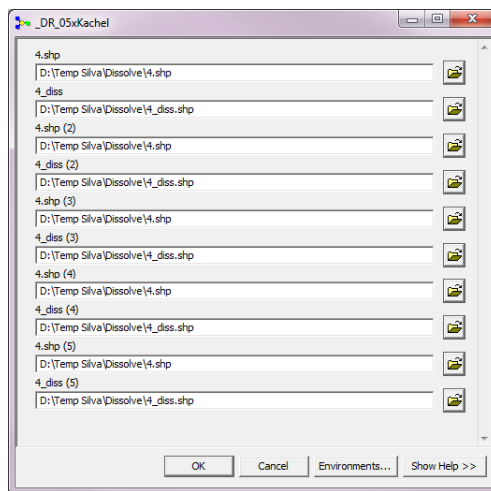 _DR_05xKachel
4.shp
D:\Temp Silva\Dissolve\4.shp
4_diss
D:\Temp Silva\Dissolve\4_diss.shp
4.shp (2)
D:\Temp Silva\Dissolve\4.shp
4_diss (2)
D:\Temp Silva\Dissolve\4_diss.shp
4.shp (3)
D:\Temp Silva\Dissolve\4.shp
4_diss (3)
D:\Temp Silva\Dissolve\4_diss.shp
4.shp (4)
D:\Temp Silva\Dissolve\4.shp
4_diss (4)
D:\Temp Silva\Dissolve\4_diss.shp
4.shp (5)
D:\Temp Silva\Dissolve\4.shp
4_diss (5)
D:\Temp Silva\Dissolve\4_diss.shp
OK Cancel Environments... Show Help >>